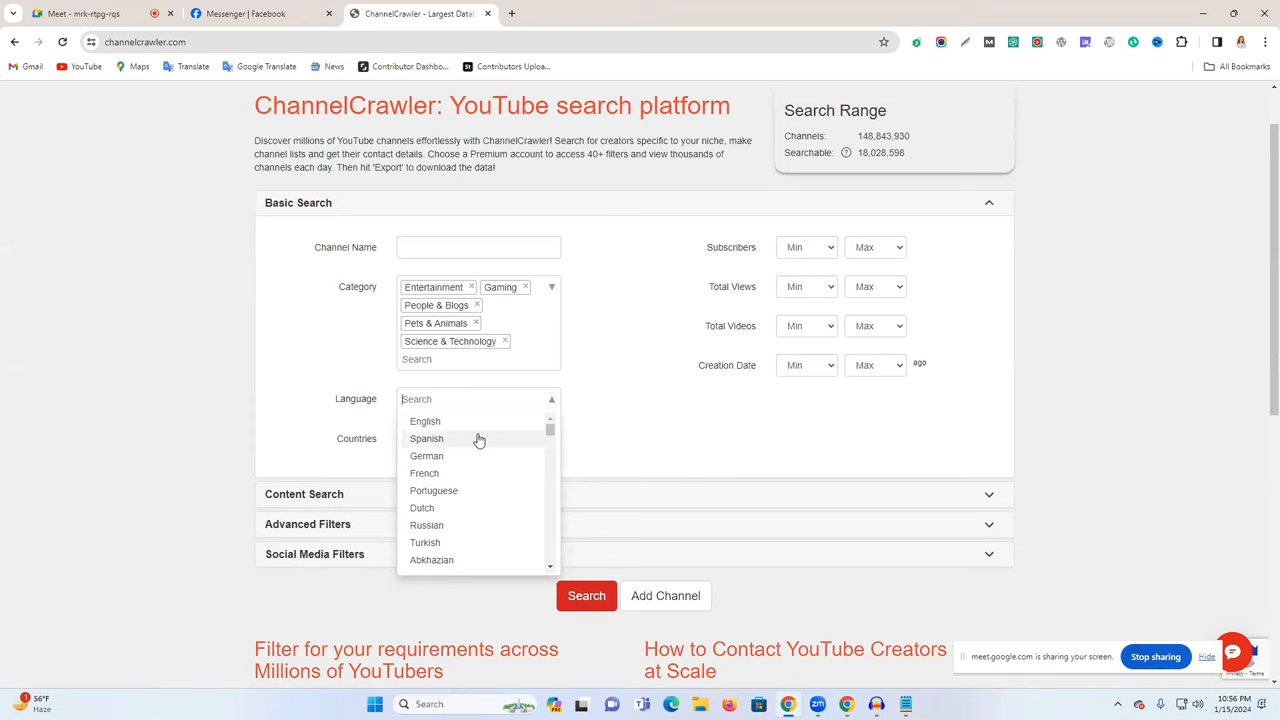 Meet - mrk-rtpg-rqs
Messenger | Facebook
ChannelCrawler - Largest Data
channelcrawler.com
Gmail
YouTube
Maps
Translate
Google Translate
News
Contributor Dashbo...
Contributors Uploa...
All Bookmarks
ChannelCrawler: YouTube search platform
Discover millions of YouTube channels effortlessly with ChannelCrawler! Search for creators specific to your niche, make
channel lists and get their contact details. Choose a Premium account to access 40+ filters and view thousands of
channels each day. Then hit 'Export' to download the data!
Search Range
Channels: 148,843,930
Searchable: ? 18,028,598
Basic Search
Channel Name
Category
Entertainment ×
Gaming ×
People & Blogs ×
Pets & Animals ×
Science & Technology ×
Search
Language
Search
English
Spanish
German
French
Portuguese
Dutch
Russian
Turkish
Abkhazian
Countries
Subscribers Min Max
Total Views Min Max
Total Videos Min Max
Creation Date Min Max ago
Content Search
Advanced Filters
Social Media Filters
Search
Add Channel
Filter for your requirements across
Millions of YouTubers
How to Contact YouTube Creators
at Scale
meet.google.com is sharing your screen.
Stop sharing
Hide
Privacy - Terms
1
56°F
Haze
Search
10:56 PM
1/15/2024